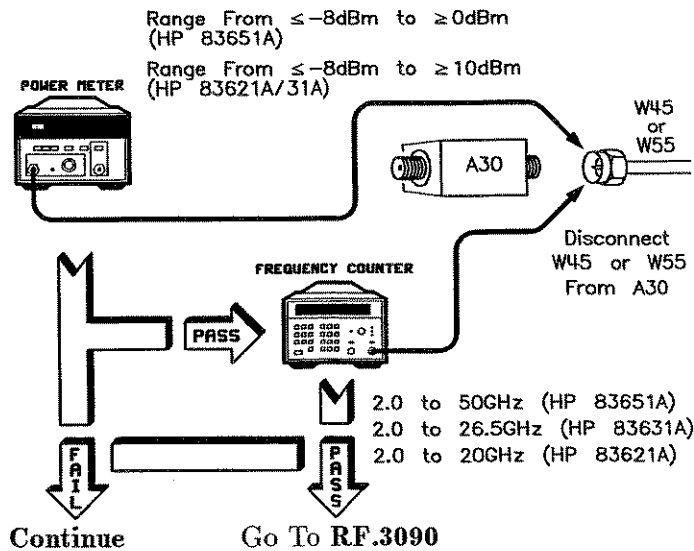 Range From ≤-8dBm to ≥0dBm
(HP 83651A)
Range From ≤-8dBm to ≥10dBm
(HP 83621A/31A)
POWER METER
W45
or
W55
A30
Disconnect
W45 or W55
From A30
FREQUENCY COUNTER
PASS
2.0 to 50GHz (HP 83651A)
2.0 to 26.5GHz (HP 83631A)
2.0 to 20GHz (HP 83621A)
FAIL
PASS
Continue
Go To RF.3090